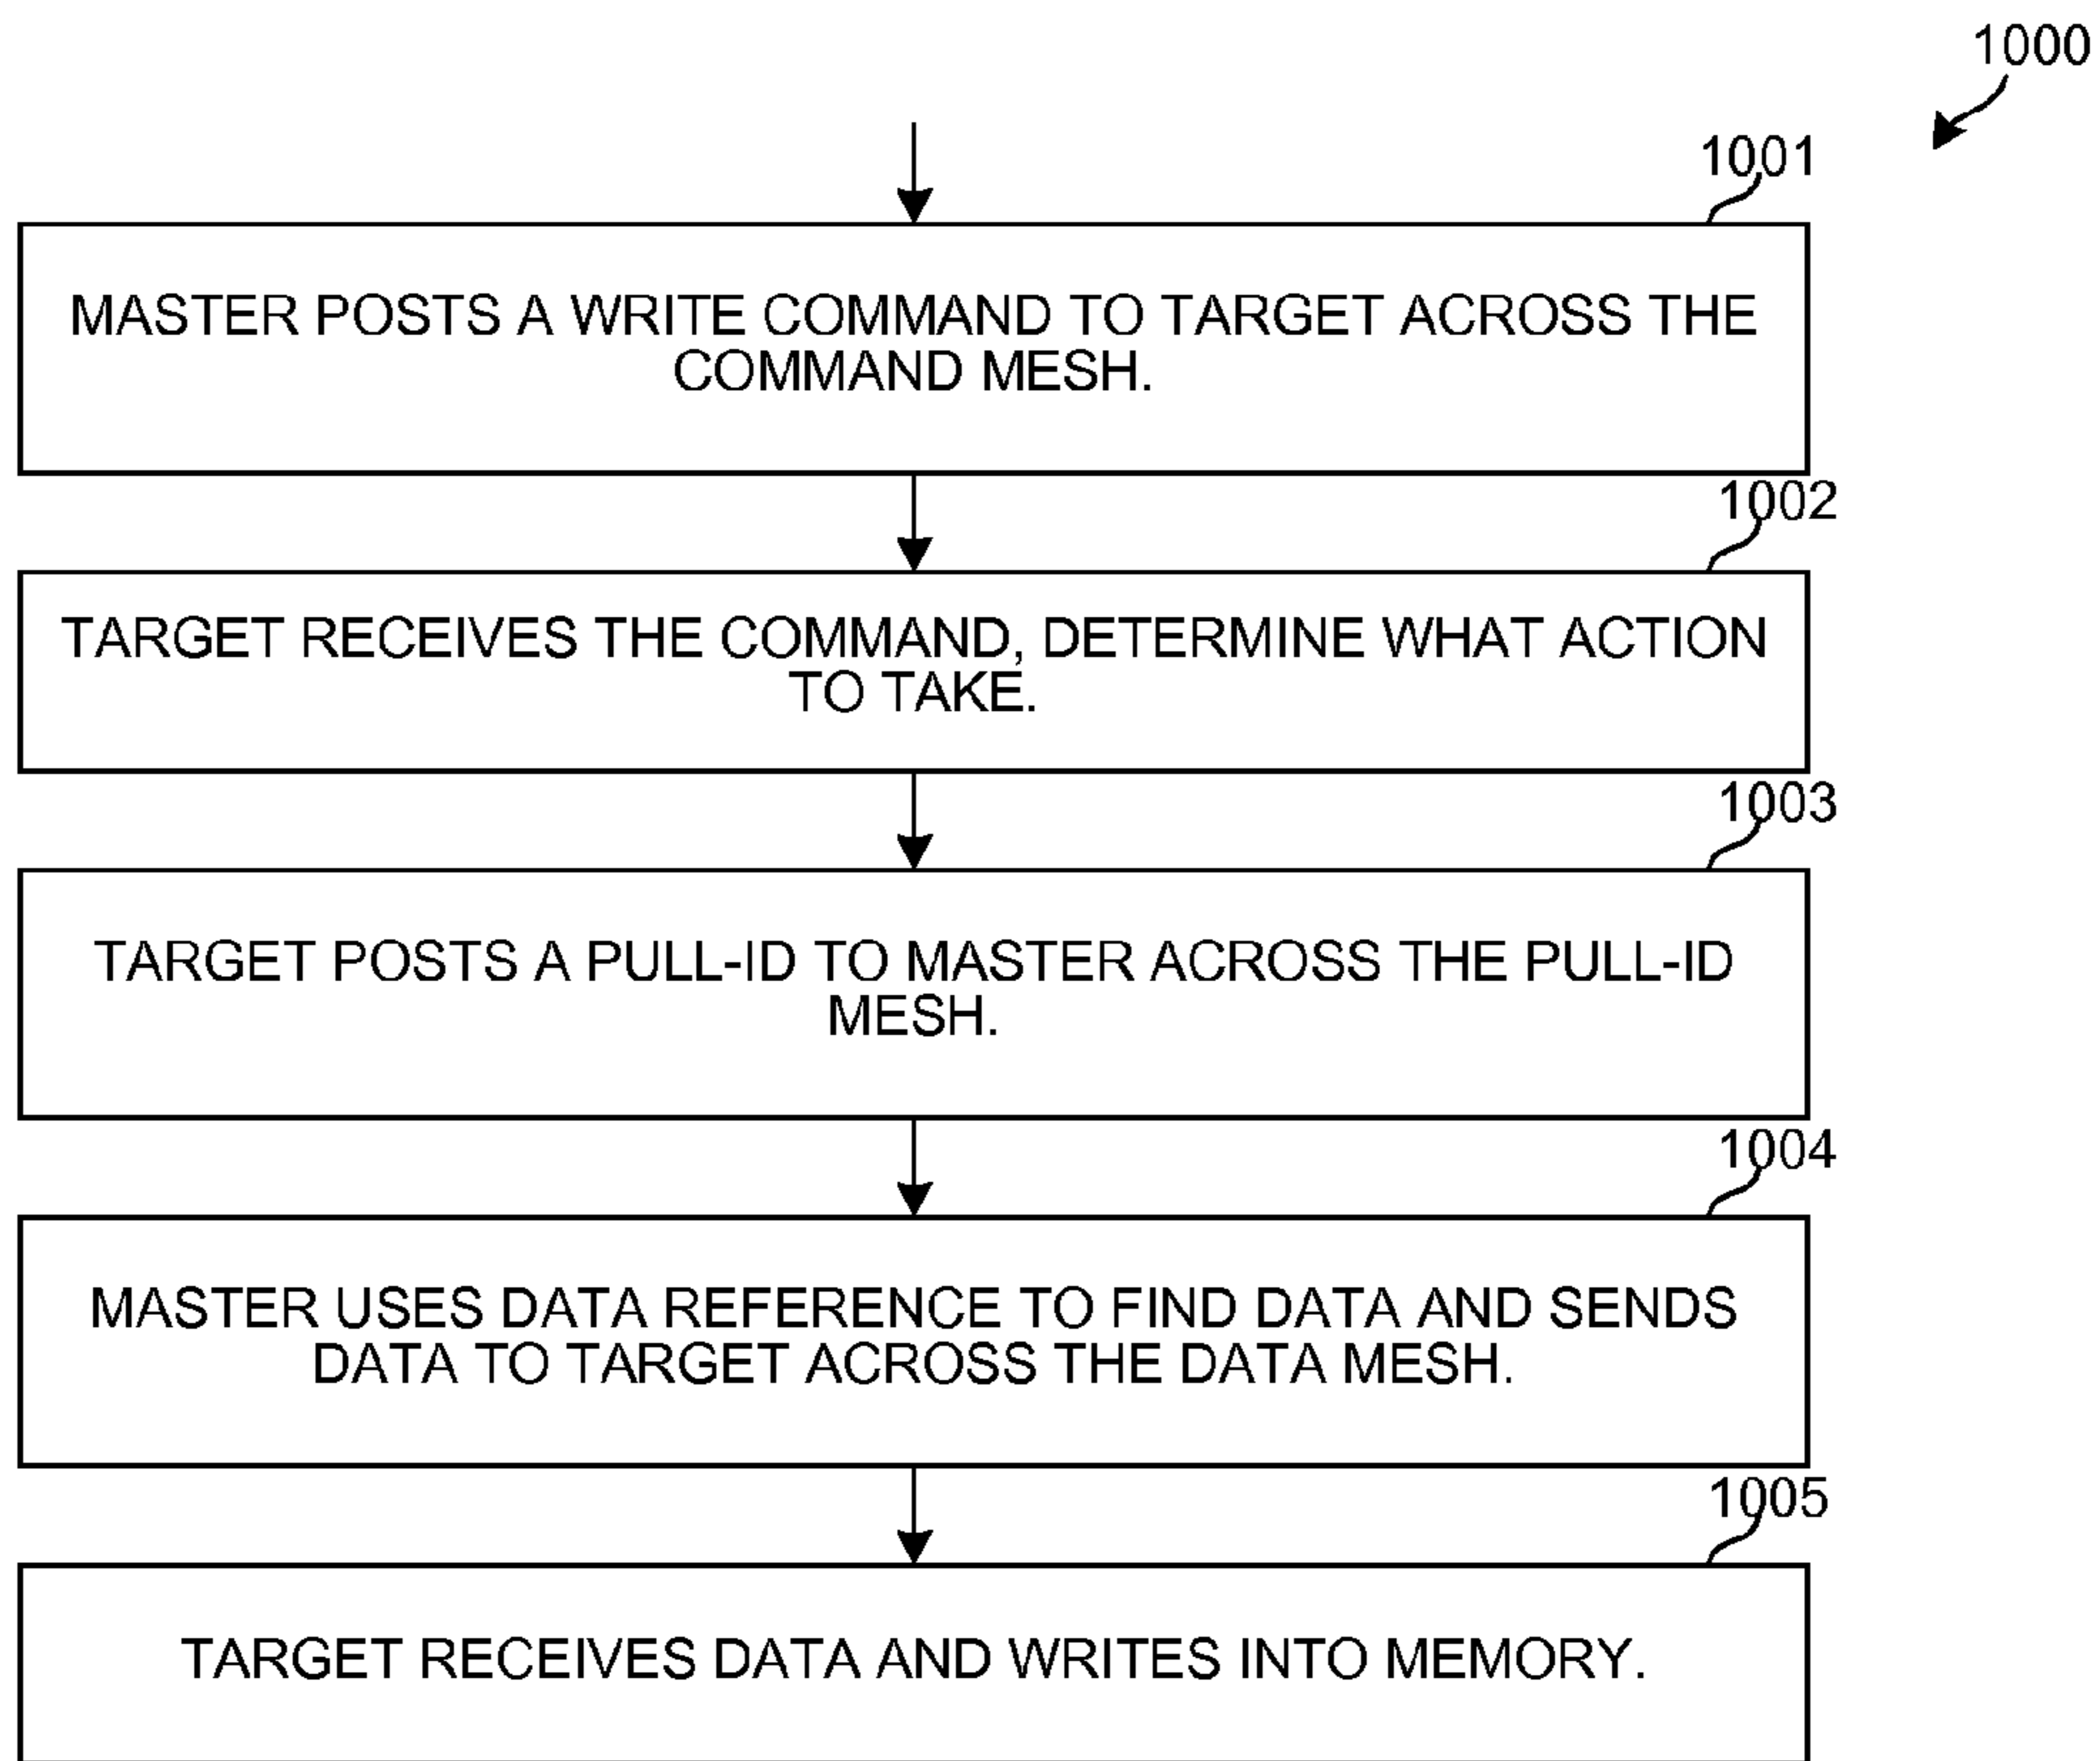 1000
1001
MASTER POSTS A WRITE COMMAND TO TARGET ACROSS THE
COMMAND MESH.
1002
TARGET RECEIVES THE COMMAND, DETERMINE WHAT ACTION
TO TAKE.
1003
TARGET POSTS A PULL-ID TO MASTER ACROSS THE PULL-ID
MESH.
1004
MASTER USES DATA REFERENCE TO FIND DATA AND SENDS
DATA TO TARGET ACROSS THE DATA MESH.
1005
TARGET RECEIVES DATA AND WRITES INTO MEMORY.